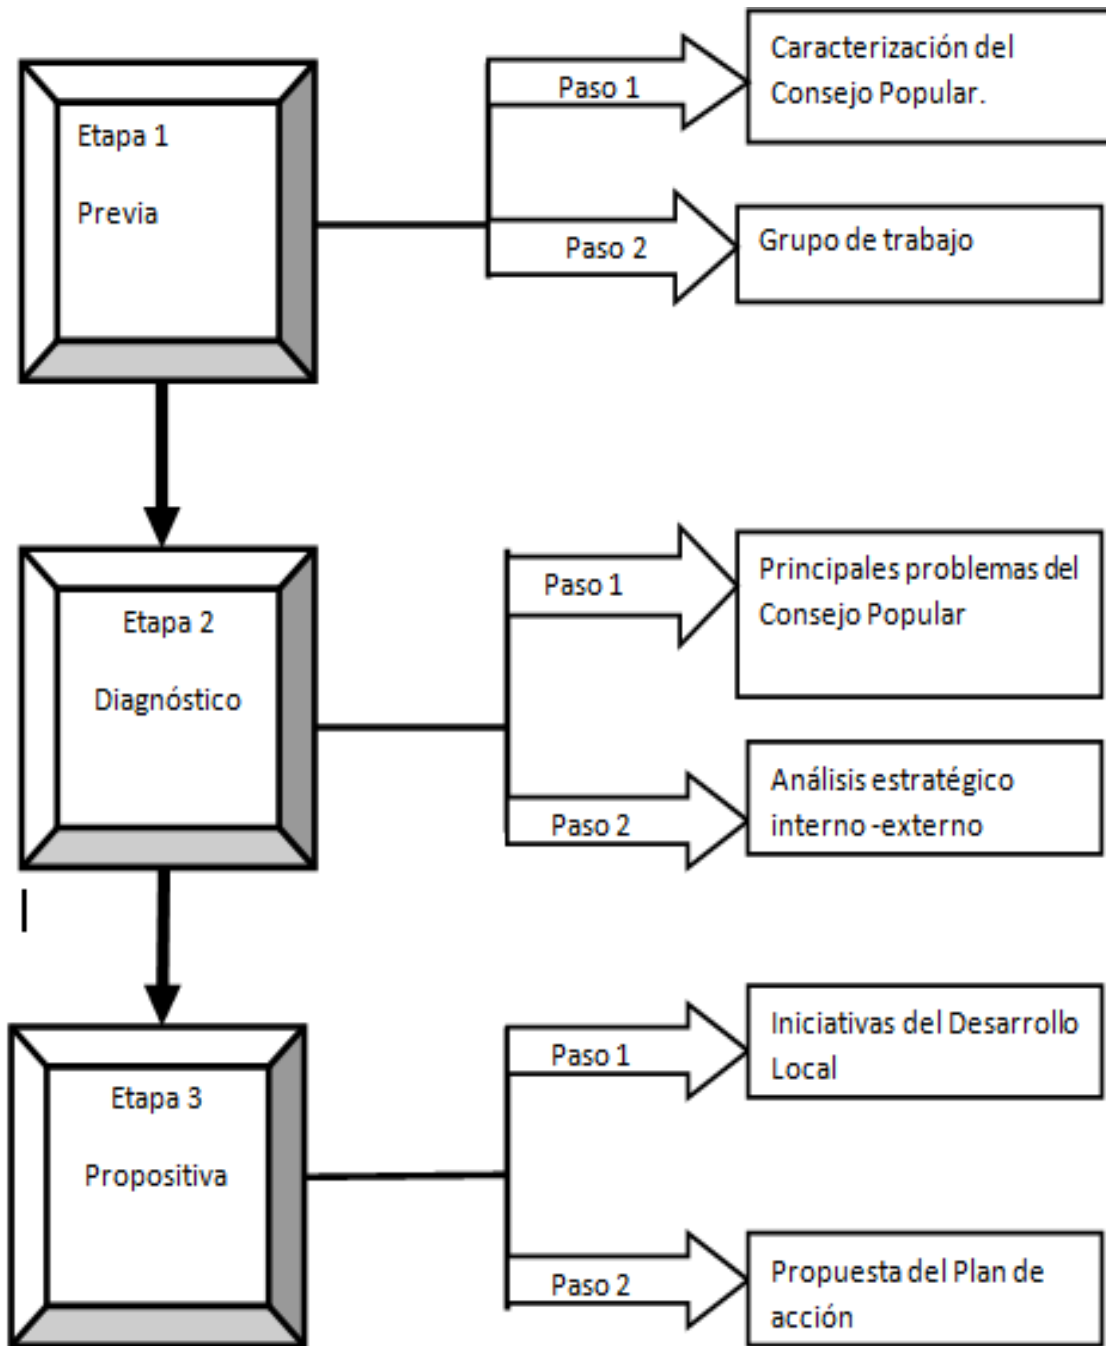 Etapa 1
Previa
Paso 1
Caracterización del
Consejo Popular.
Paso 2
Grupo de trabajo
Etapa 2
Diagnóstico
Paso 1
Principales problemas del
Consejo Popular
Paso 2
Análisis estratégico
interno -externo
Etapa 3
Propositiva
Paso 1
Iniciativas del Desarrollo
Local
Paso 2
Propuesta del Plan de
acción